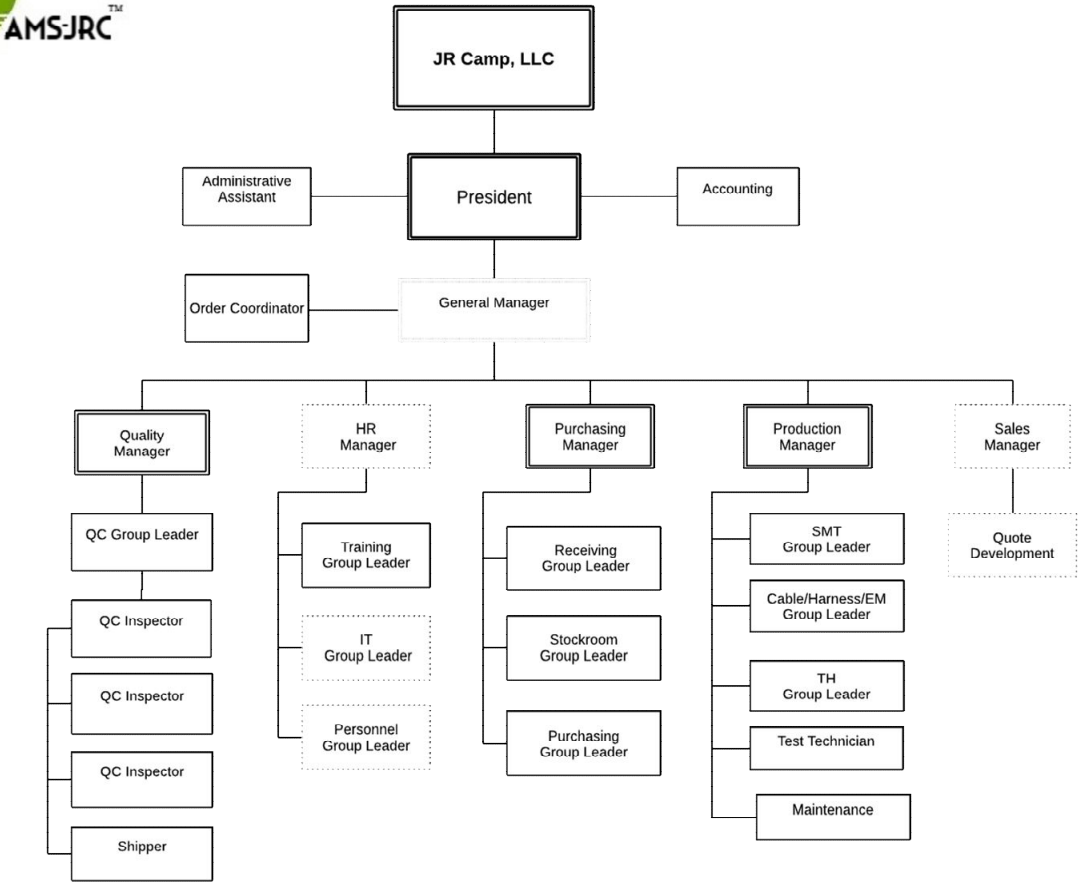 AMS-JRC™
JR Camp, LLC
Administrative
Assistant
President
Accounting
Order Coordinator
General Manager
Quality
Manager
HR
Manager
Purchasing
Manager
Production
Manager
Sales
Manager
QC Group Leader
QC Inspector
QC Inspector
QC Inspector
Shipper
Training
Group Leader
IT
Group Leader
Personnel
Group Leader
Receiving
Group Leader
Stockroom
Group Leader
Purchasing
Group Leader
SMT
Group Leader
Cable/Harness/EM
Group Leader
TH
Group Leader
Test Technician
Maintenance
Quote
Development